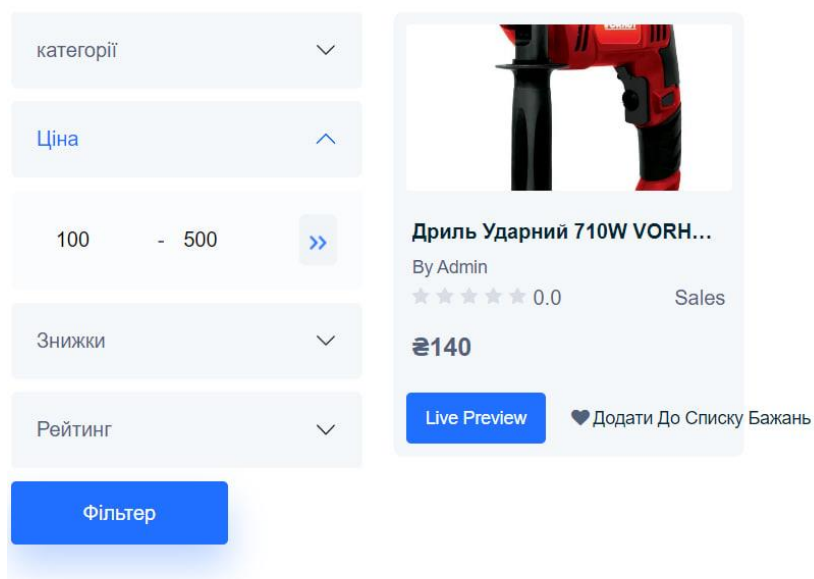 категорії
Ціна
100 - 500 »
Знижки
Рейтинг
Фільтер
Дриль Ударний 710W VORH...
By Admin
0.0 Sales
₴140
Live Preview
Додати До Списку Бажань